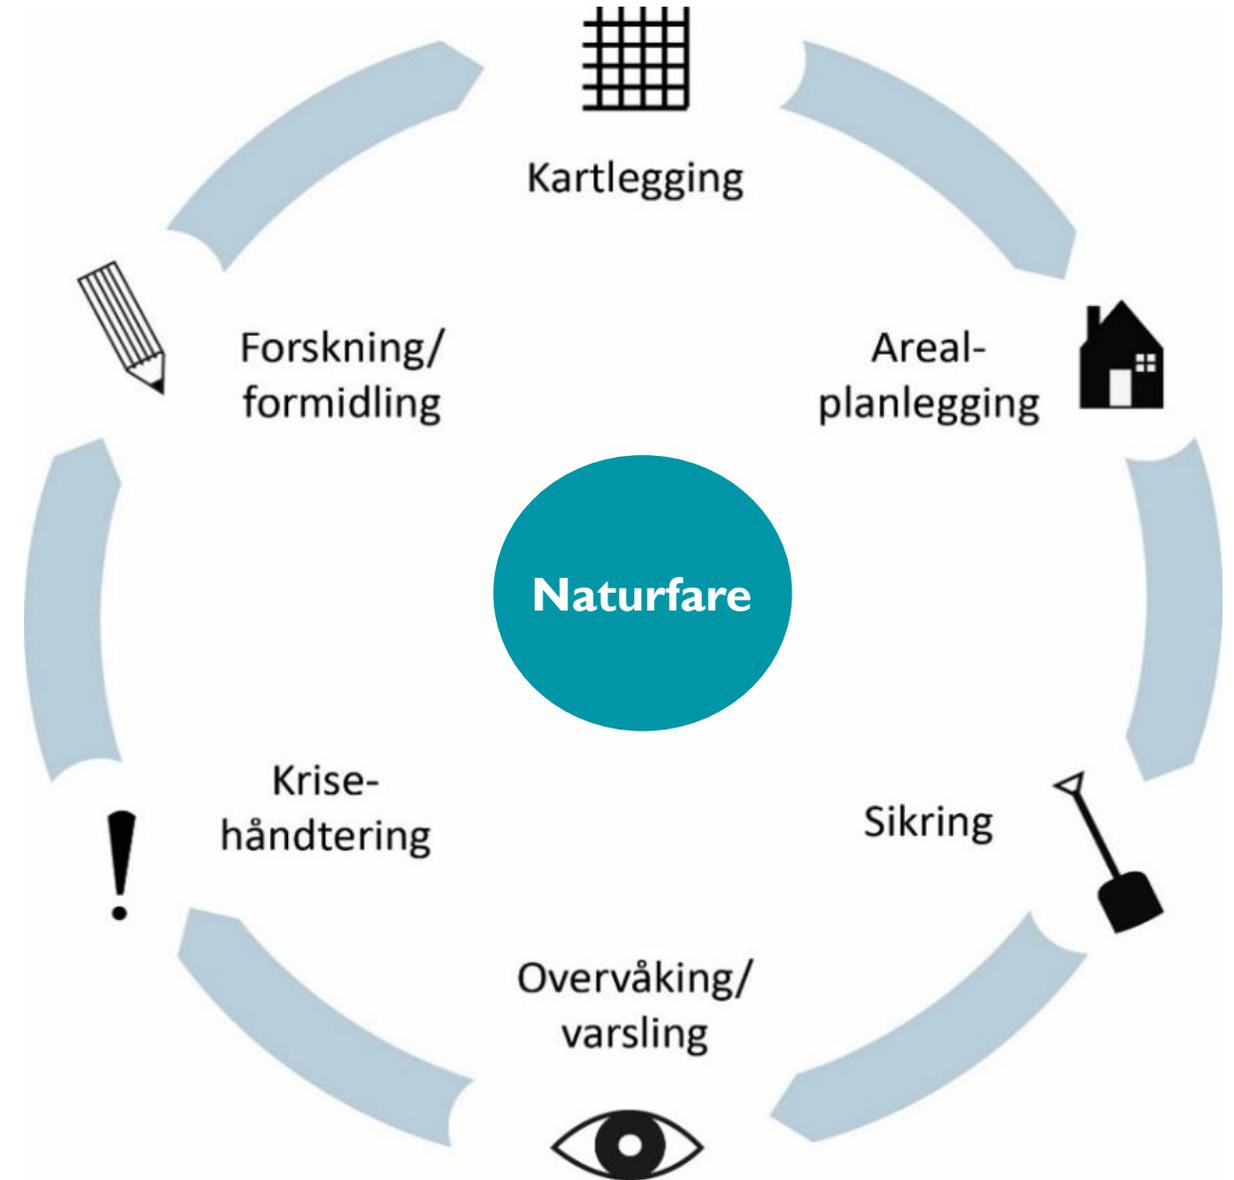 Kartlegging
Areal-
planlegging
Sikring
Overvåking/
varsling
Krise-
håndtering
Forskning/
formidling
Naturfare